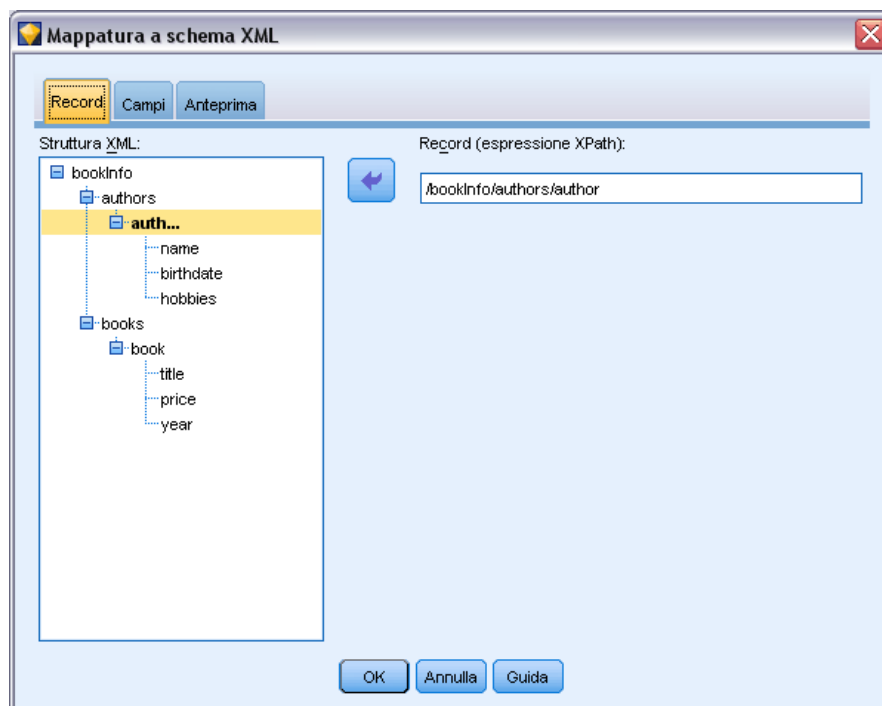 Mappatura a schema XML
Record Campi Anteprima
Struttura XML:
Record (espressione XPath):
bookInfo
/bookInfo/authors/author
authors
auth...
name
birthdate
hobbies
books
book
title
price
year
OK Annulla Guida